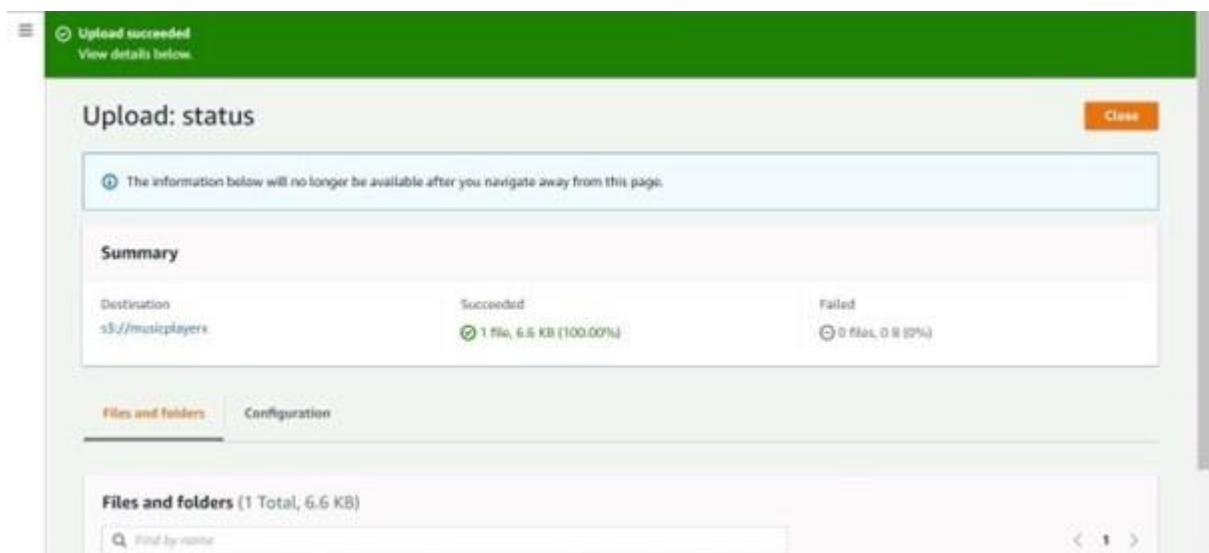 Upload succeeded
View details below.
Upload: status
Close
The information below will no longer be available after you navigate away from this page.
Summary
Destination
Succeeded
Failed
s3://musicplayerx
1 file, 6.6 KB (100.00%)
0 files, 0 B (0%)
Files and folders
Configuration
Files and folders (1 Total, 6.6 KB)
Find by name
1